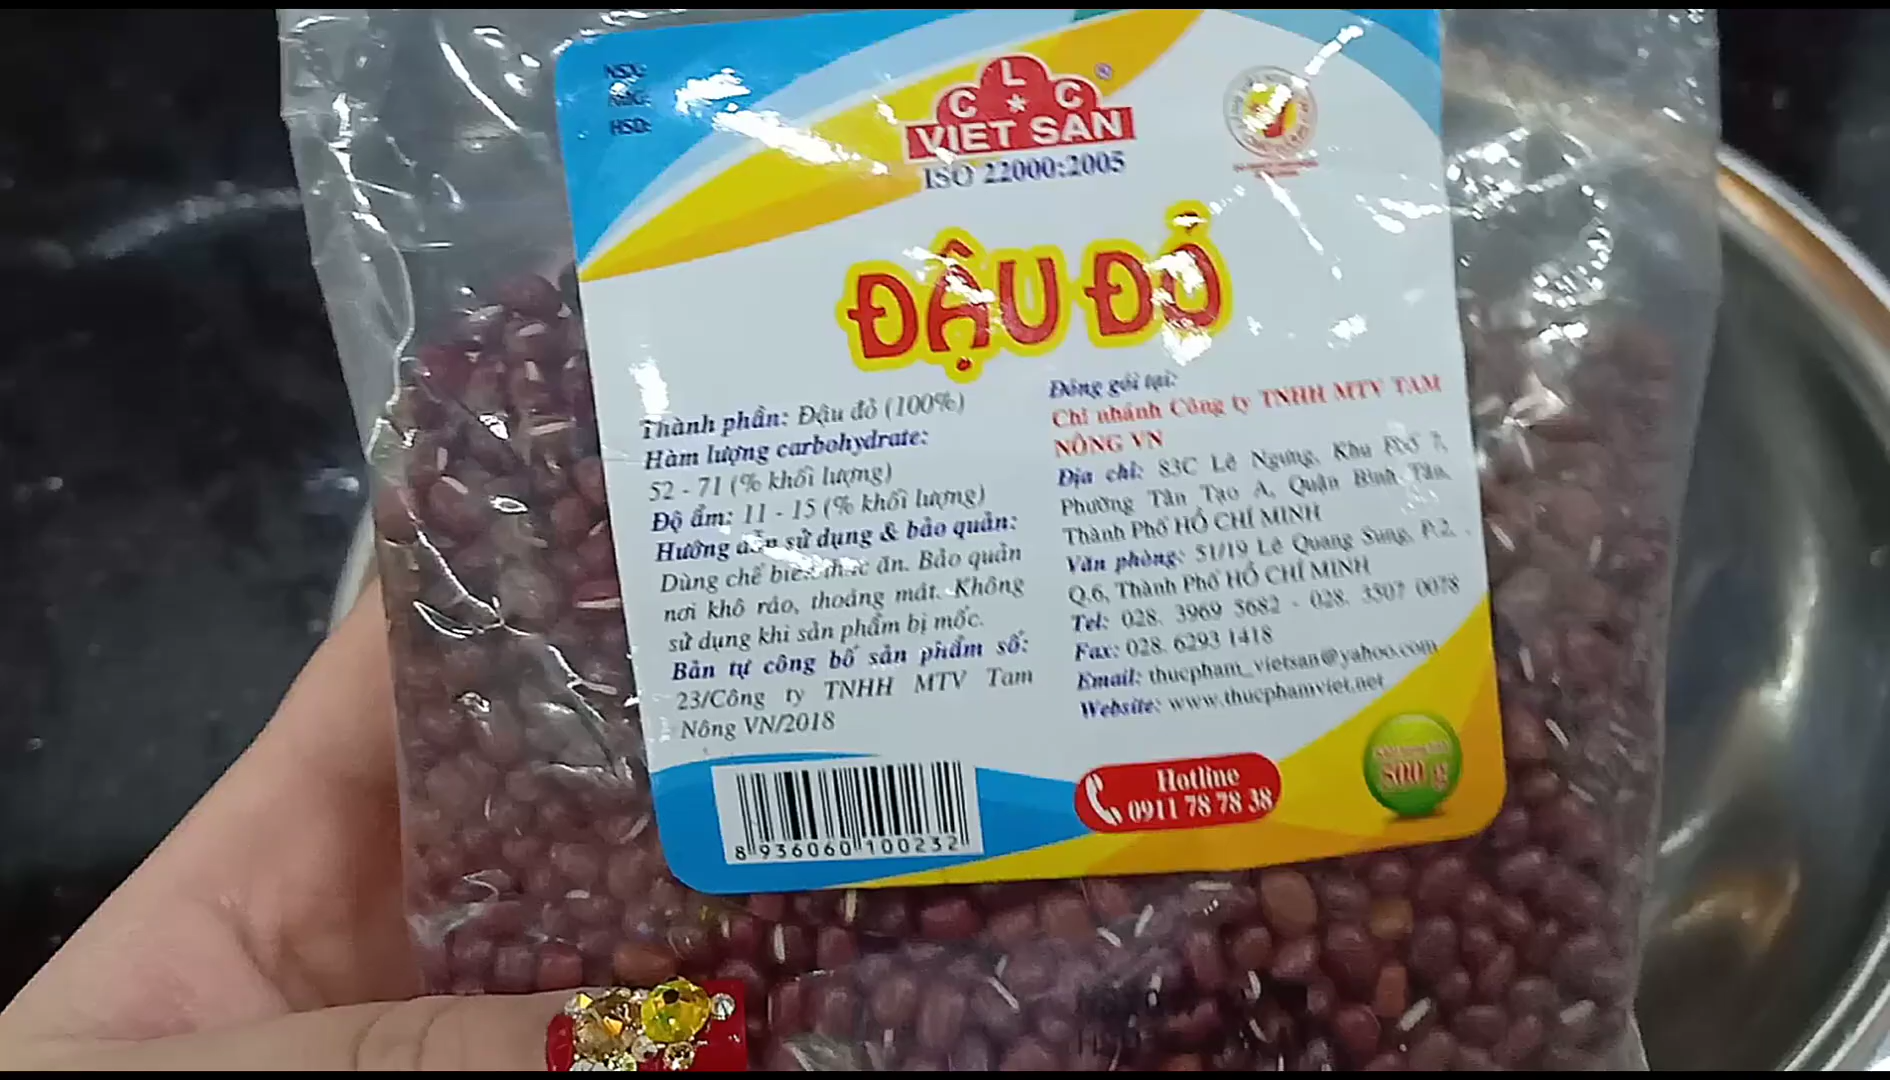 NSX:
HSD:
C L C
VIET SAN
®
ISO 22000:2005
ĐẬU ĐỎ
Thành phần: Đậu đỏ (100%)
Hàm lượng carbohydrate:
52 - 71 (% khối lượng)
Độ ẩm: 11 - 15 (% khối lượng)
Hướng dẫn sử dụng & bảo quản:
Dùng chế biến thức ăn. Bảo quản
nơi khô ráo, thoáng mát. Không
sử dụng khi sản phẩm bị mốc.
Bản tự công bố sản phẩm số:
23/Công ty TNHH MTV Tam
Nông VN/2018
Đóng gói tại:
Chi nhánh Công ty TNHH MTV TAM
NÔNG VN
Địa chỉ: 83C Lê Ngung, Khu Phố 7,
Phường Tân Tạo A, Quận Bình Tân,
Thành Phố HỒ CHÍ MINH
Văn phòng: 51/19 Lê Quang Sung, P.2,
Q.6, Thành Phố HỒ CHÍ MINH
Tel: 028. 3969 5682 - 028. 3507 0078
Fax: 028. 6293 1418
Email: thucpham_vietsan@yahoo.com
Website: www.thucphamviet.net
8 936060 100232
Hotline
0911 78 78 38
500 g